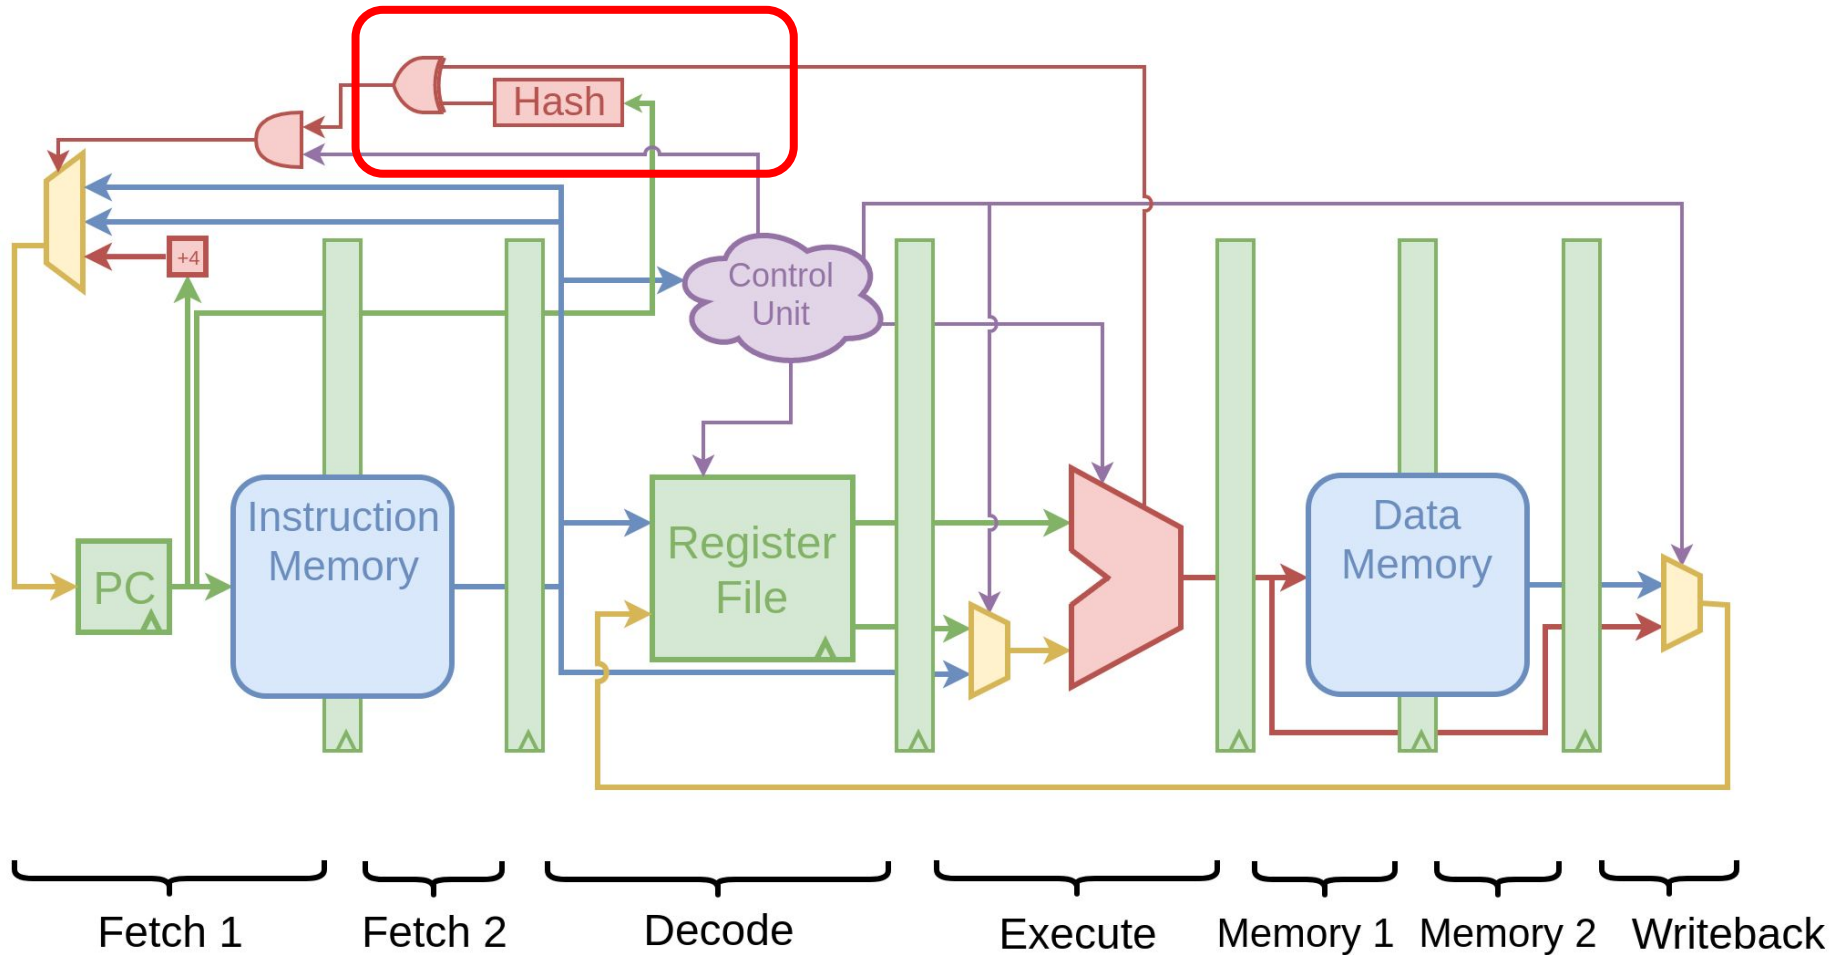 Hash
+4
Control
Unit
Instruction
Memory
PC
Register
File
Data
Memory
Fetch 1
Fetch 2
Decode
Execute
Memory 1
Memory 2
Writeback